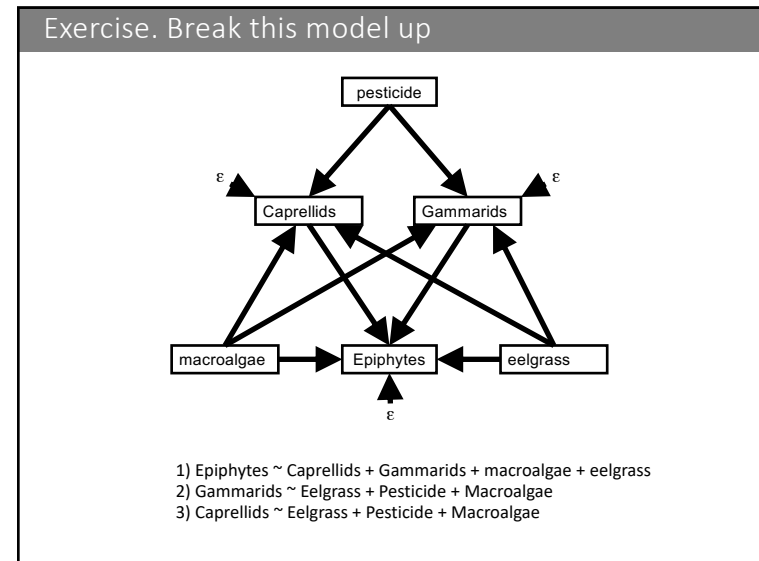 Exercise. Break this model up
pesticide
ε
ε
Caprellids
Gammarids
macroalgae
Epiphytes
eelgrass
ε
1) Epiphytes ~ Caprellids + Gammarids + macroalgae + eelgrass
2) Gammarids ~ Eelgrass + Pesticide + Macroalgae
3) Caprellids ~ Eelgrass + Pesticide + Macroalgae